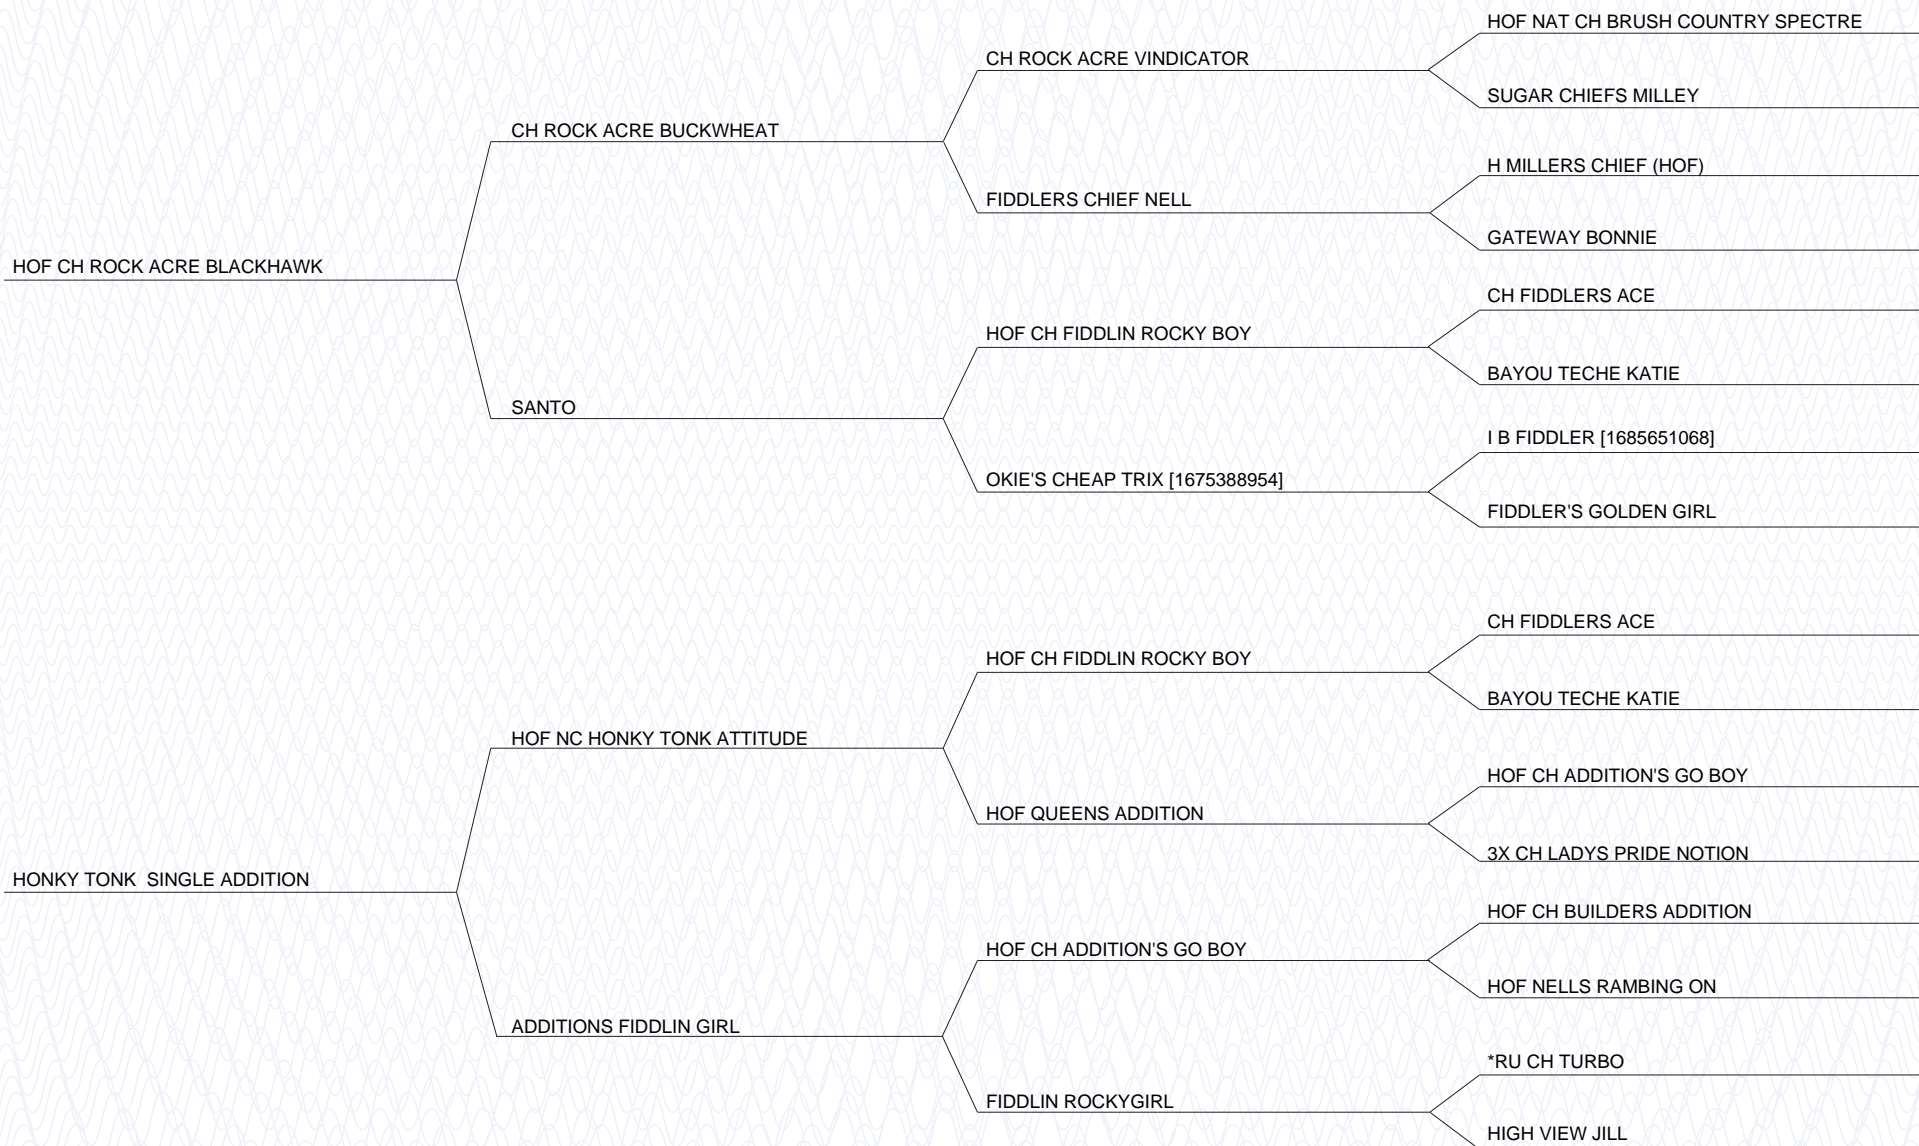 HOF NAT CH BRUSH COUNTRY SPECTRE
CH ROCK ACRE VINDICATOR
SUGAR CHIEFS MILLEY
CH ROCK ACRE BUCKWHEAT
H MILLERS CHIEF (HOF)
FIDDLERS CHIEF NELL
GATEWAY BONNIE
HOF CH ROCK ACRE BLACKHAWK
CH FIDDLERS ACE
HOF CH FIDDLIN ROCKY BOY
BAYOU TECHE KATIE
SANTO
I B FIDDLER [1685651068]
OKIE'S CHEAP TRIX [1675388954]
FIDDLER'S GOLDEN GIRL
CH FIDDLERS ACE
HOF CH FIDDLIN ROCKY BOY
BAYOU TECHE KATIE
HOF NC HONKY TONK ATTITUDE
HOF CH ADDITION'S GO BOY
HOF QUEENS ADDITION
3X CH LADYS PRIDE NOTION
HONKY TONK  SINGLE ADDITION
HOF CH BUILDERS ADDITION
HOF CH ADDITION'S GO BOY
HOF NELLS RAMBING ON
ADDITIONS FIDDLIN GIRL
*RU CH TURBO
FIDDLIN ROCKYGIRL
HIGH VIEW JILL